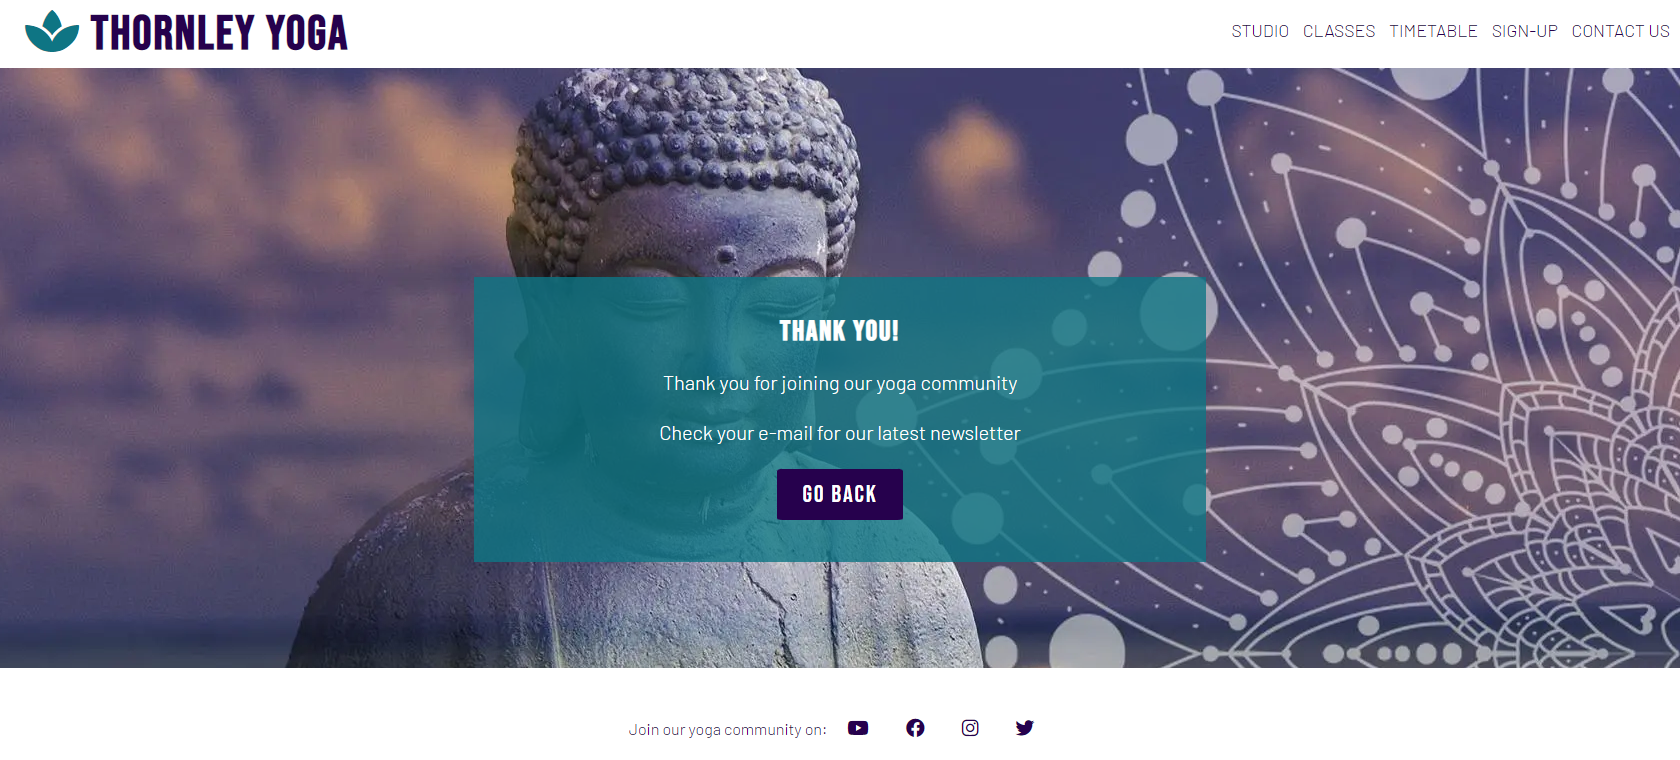 THORNLEY YOGA
STUDIO CLASSES TIMETABLE SIGN-UP CONTACT US
THANK YOU!
Thank you for joining our yoga community
Check your e-mail for our latest newsletter
GO BACK
Join our yoga community on: